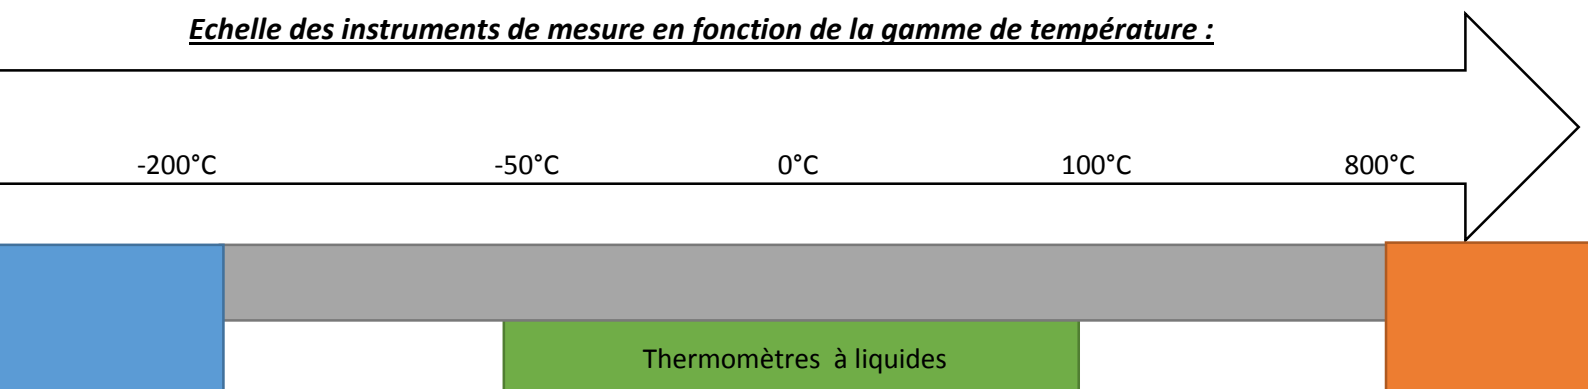 Echelle des instruments de mesure en fonction de la gamme de température :
-200°C -50°C 0°C 100°C 800°C
Thermomètres à liquides